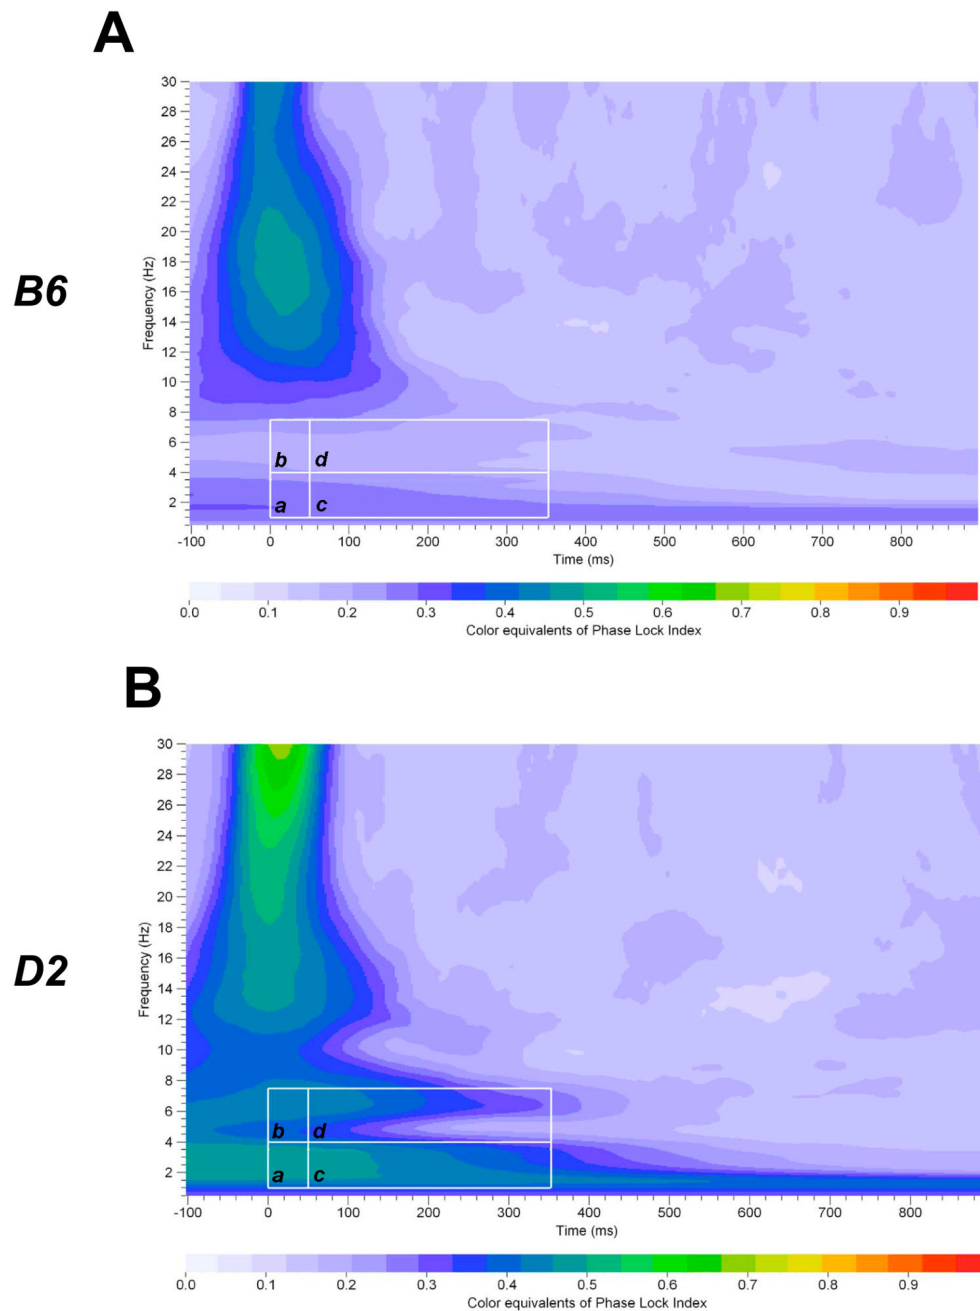 A
30
28
26
24
22
20
18
16
14
12
10
8
6
4
2
Frequency (Hz)
B6
b d
a c
-100 0 100 200 300 400 500 600 700 800
Time (ms)
0.0 0.1 0.2 0.3 0.4 0.5 0.6 0.7 0.8 0.9
Color equivalents of Phase Lock Index
B
30
28
26
24
22
20
18
16
14
12
10
8
6
4
2
Frequency (Hz)
D2
b d
a c
-100 0 100 200 300 400 500 600 700 800
Time (ms)
0.0 0.1 0.2 0.3 0.4 0.5 0.6 0.7 0.8 0.9
Color equivalents of Phase Lock Index